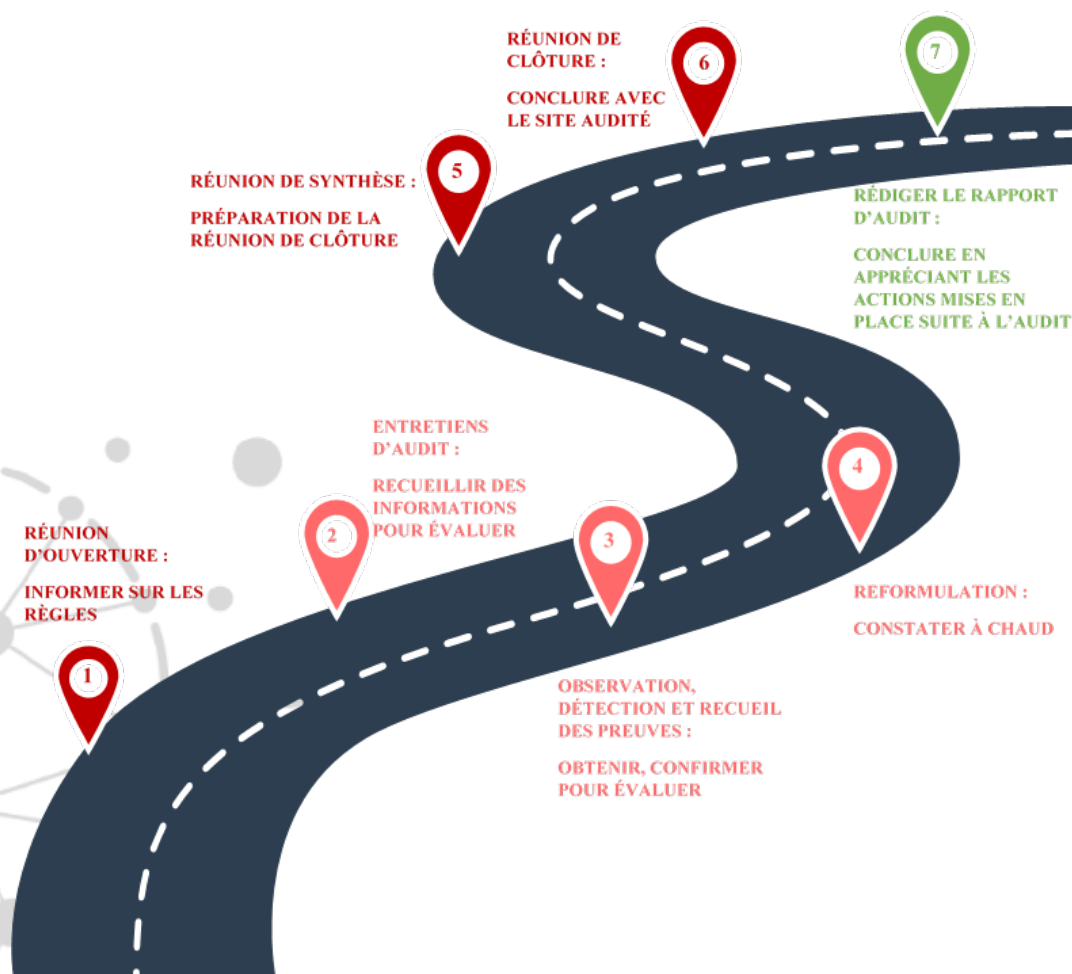 1
RÉUNION
D'OUVERTURE :
INFORMER SUR LES
RÈGLES
2
ENTRETIENS
D'AUDIT :
RECUEILLIR DES
INFORMATIONS
POUR ÉVALUER
3
OBSERVATION,
DÉTECTION ET RECUEIL
DES PREUVES :
OBTENIR, CONFIRMER
POUR ÉVALUER
4
REFORMULATION :
CONSTATER À CHAUD
5
RÉUNION DE SYNTHÈSE :
PRÉPARATION DE LA
RÉUNION DE CLÔTURE
6
RÉUNION DE
CLÔTURE :
CONCLURE AVEC
LE SITE AUDITÉ
7
RÉDIGER LE RAPPORT
D'AUDIT :
CONCLURE EN
APPRÉCIANT LES
ACTIONS MISES EN
PLACE SUITE À L'AUDIT